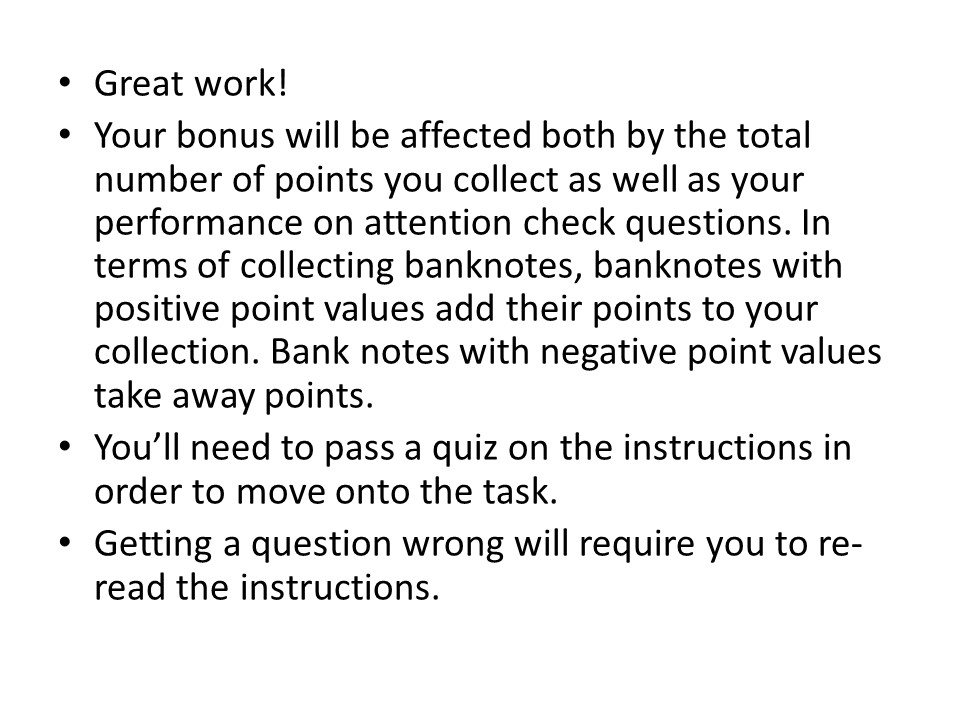 • Great work!
• Your bonus will be affected both by the total
number of points you collect as well as your
performance on attention check questions. In
terms of collecting banknotes, banknotes with
positive point values add their points to your
collection. Bank notes with negative point values
take away points.
• You’ll need to pass a quiz on the instructions in
order to move onto the task.
• Getting a question wrong will require you to re-
read the instructions.